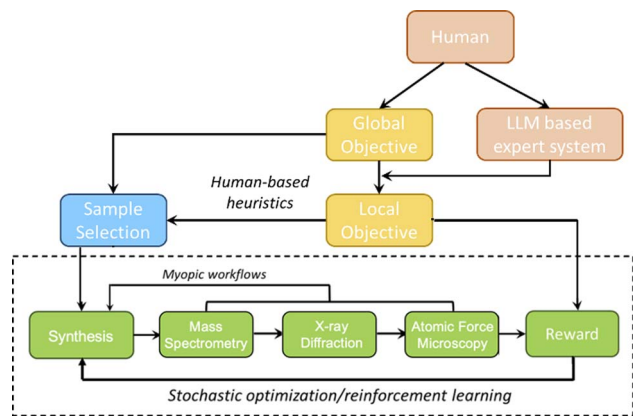 Human
Global
Objective
LLM based
expert system
Human-based
heuristics
Sample
Selection
Local
Objective
Myopic workflows
Synthesis
Mass
Spectrometry
X-ray
Diffraction
Atomic Force
Microscopy
Reward
Stochastic optimization/reinforcement learning